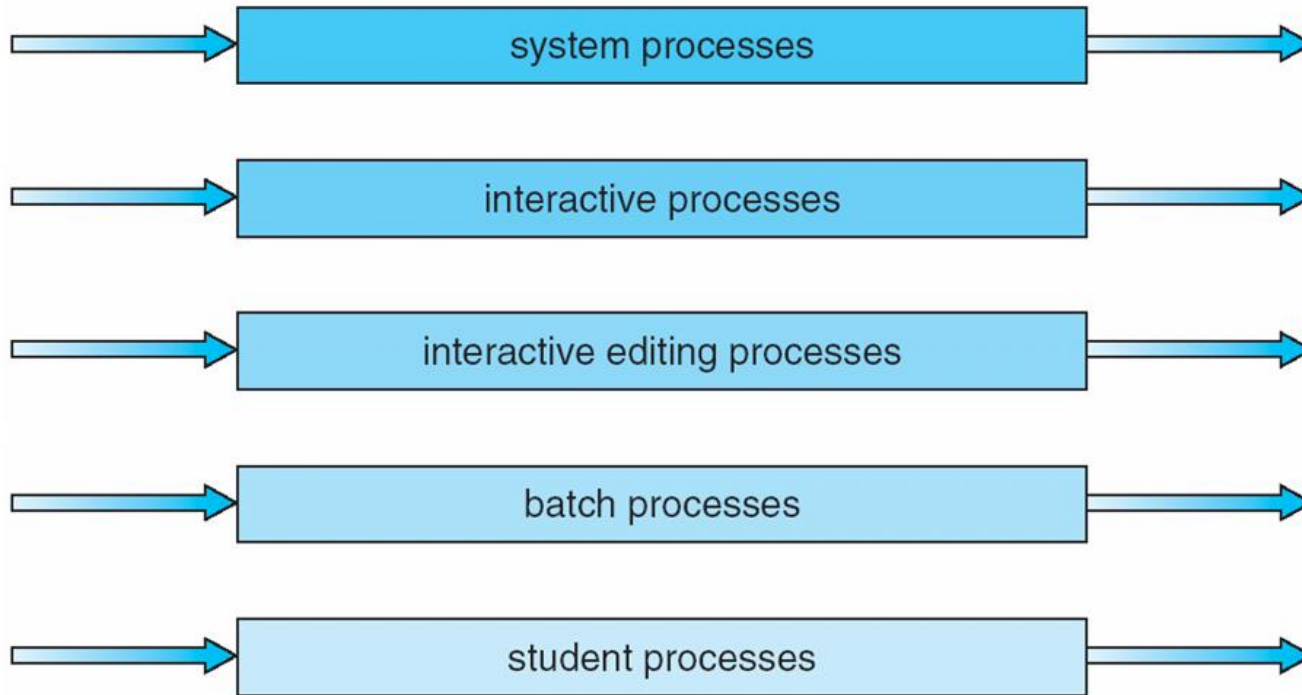 system processes
interactive processes
interactive editing processes
batch processes
student processes